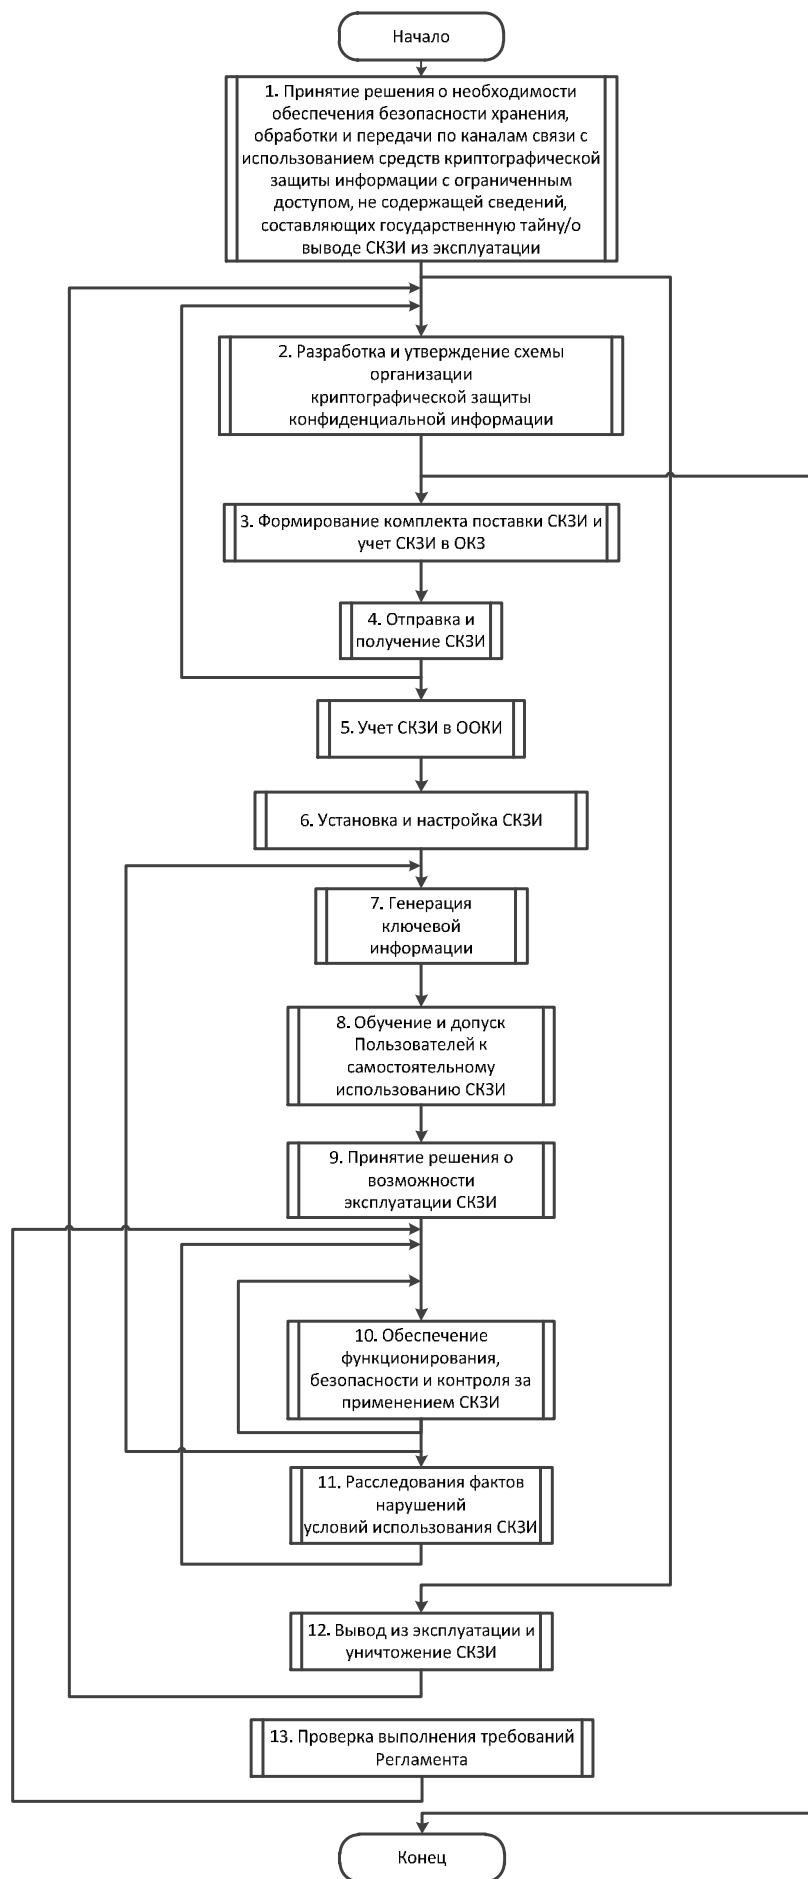 Начало
1. Принятие решения о необходимости
обеспечения безопасности хранения,
обработки и передачи по каналам связи с
использованием средств криптографической
защиты информации с ограниченным
доступом, не содержащей сведений,
составляющих государственную тайну/о
выводе СКЗИ из эксплуатации
2. Разработка и утверждение схемы
организации
криптографической защиты
конфиденциальной информации
3. Формирование комплекта поставки СКЗИ и
учет СКЗИ в ОКЗ
4. Отправка и
получение СКЗИ
5. Учет СКЗИ в ООКИ
6. Установка и настройка СКЗИ
7. Генерация
ключевой
информации
8. Обучение и допуск
Пользователей к
самостоятельному
использованию СКЗИ
9. Принятие решения о
возможности
эксплуатации СКЗИ
10. Обеспечение
функционирования,
безопасности и контроля за
применением СКЗИ
11. Расследования фактов
нарушений
условий использования СКЗИ
12. Вывод из эксплуатации и
уничтожение СКЗИ
13. Проверка выполнения требований
Регламента
Конец